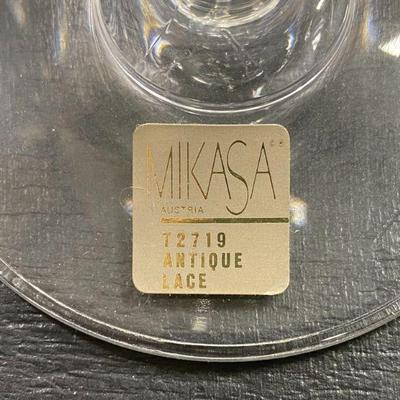 MIKASA
AUSTRIA
T2719
ANTIQUE
LACE